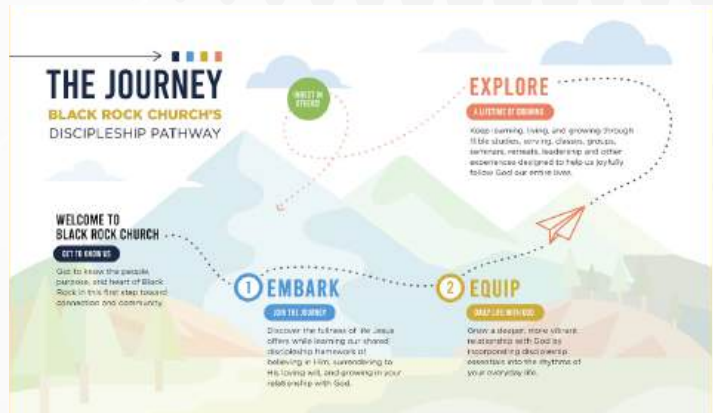 THE JOURNEY
BLACK ROCK CHURCH'S
DISCIPLESHIP PATHWAY
INVEST IN
OTHERS!
EXPLORE
A LIFETIME OF GROWING
Keep learning, living, and growing through
Bible studies, serving, classes, groups,
seminars, retreats, leadership and other
experiences designed to help us joyfully
follow God our entire lives.
WELCOME TO
BLACK ROCK CHURCH
GET TO KNOW US
Get to know the people,
purpose, and heart of Black
Rock in this first step toward
connection and community.
1 EMBARK
JOIN THE JOURNEY
Discover the fullness of life Jesus
offers while learning our shared
discipleship framework of
believing in Him, surrendering to
His loving will, and growing in your
relationship with God.
2 EQUIP
DAILY LIFE WITH GOD
Grow a deeper, more vibrant
relationship with God by
incorporating discipleship
essentials into the rhythms of
your everyday life.